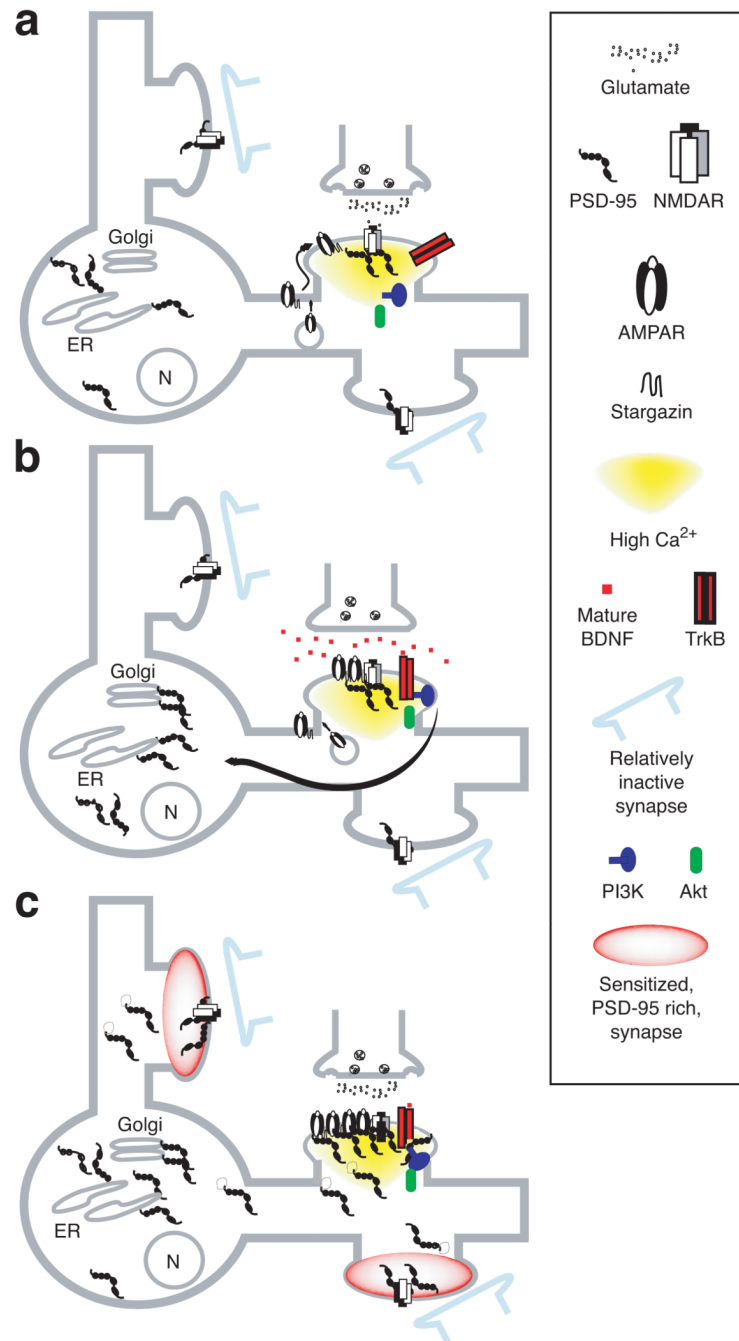 a
Golgi
ER
N
b
Golgi
ER
N
c
Golgi
ER
N
Glutamate
PSD-95 NMDAR
AMPAR
Stargazin
High Ca²⁺
Mature BDNF
TrkB
Relatively
inactive
synapse
PI3K Akt
Sensitized,
PSD-95 rich,
synapse